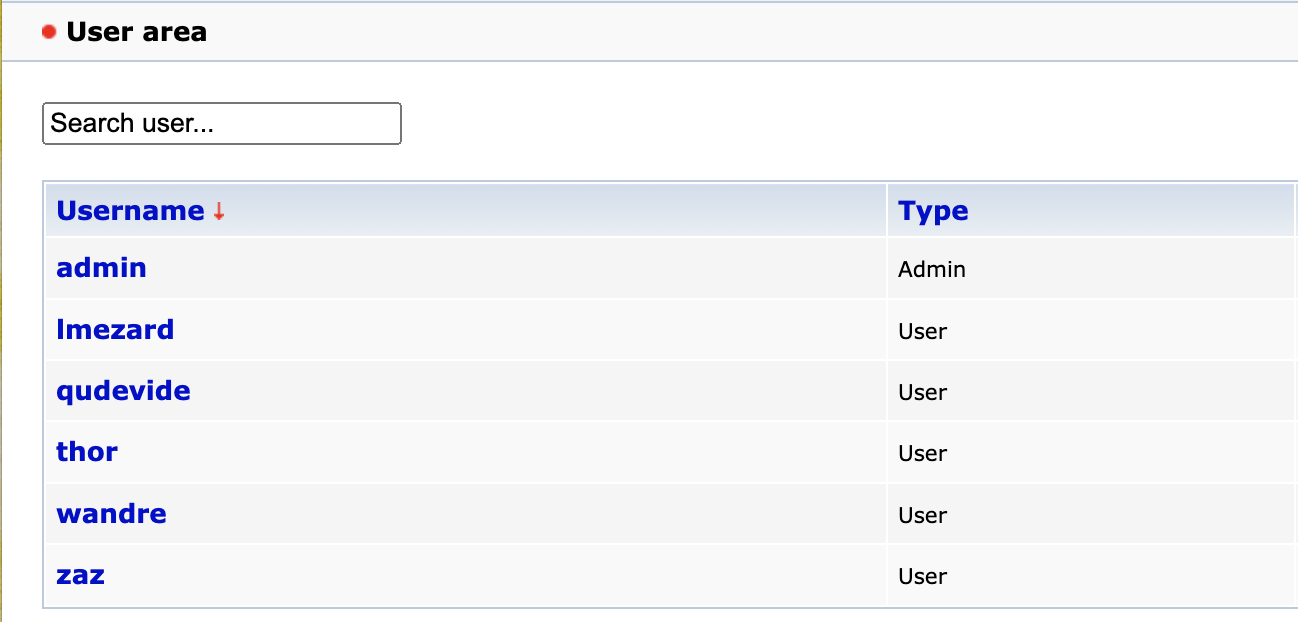 User area
Search user...
Username ↓ Type
admin Admin
lmezard User
qudevide User
thor User
wandre User
zaz User